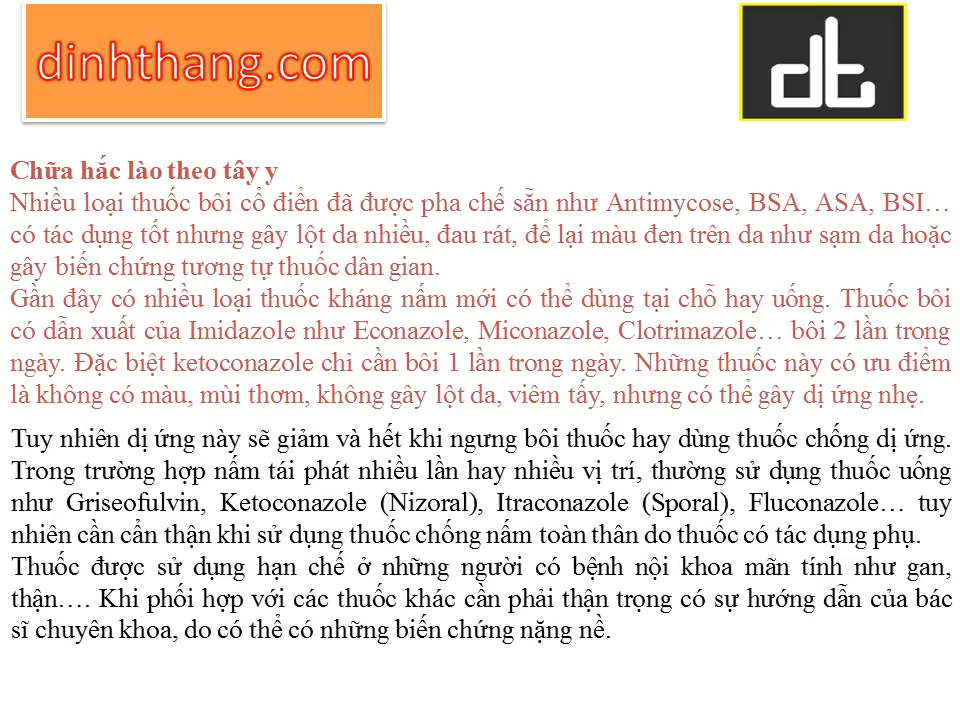 dinhthang.com
dt
Chữa hắc lào theo tây y
Nhiều loại thuốc bôi cổ điển đã được pha chế sẵn như Antimycose, BSA, ASA, BSI…
có tác dụng tốt nhưng gây lột da nhiều, đau rát, để lại màu đen trên da như sạm da hoặc
gây biến chứng tương tự thuốc dân gian.
Gần đây có nhiều loại thuốc kháng nấm mới có thể dùng tại chỗ hay uống. Thuốc bôi
có dẫn xuất của Imidazole như Econazole, Miconazole, Clotrimazole… bôi 2 lần trong
ngày. Đặc biệt ketoconazole chỉ cần bôi 1 lần trong ngày. Những thuốc này có ưu điểm
là không có màu, mùi thơm, không gây lột da, viêm tấy, nhưng có thể gây dị ứng nhẹ.
Tuy nhiên dị ứng này sẽ giảm và hết khi ngưng bôi thuốc hay dùng thuốc chống dị ứng.
Trong trường hợp nấm tái phát nhiều lần hay nhiều vị trí, thường sử dụng thuốc uống
như Griseofulvin, Ketoconazole (Nizoral), Itraconazole (Sporal), Fluconazole… tuy
nhiên cần cẩn thận khi sử dụng thuốc chống nấm toàn thân do thuốc có tác dụng phụ.
Thuốc được sử dụng hạn chế ở những người có bệnh nội khoa mãn tính như gan,
thận…. Khi phối hợp với các thuốc khác cần phải thận trọng có sự hướng dẫn của bác
sĩ chuyên khoa, do có thể có những biến chứng nặng nề.